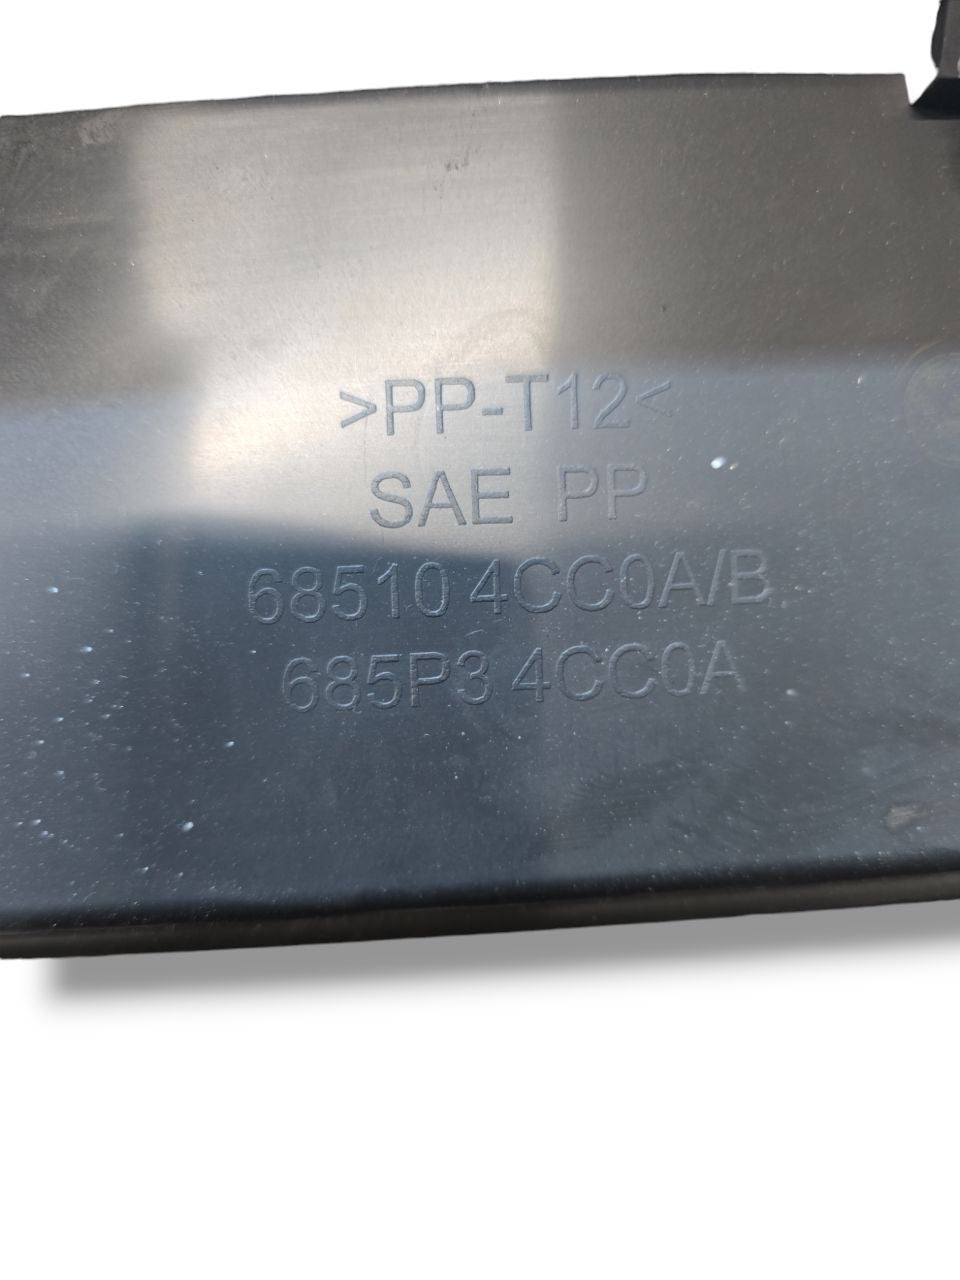 >PP-T12<
SAE PP
68510 4CC0A/B
685P3 4CC0A